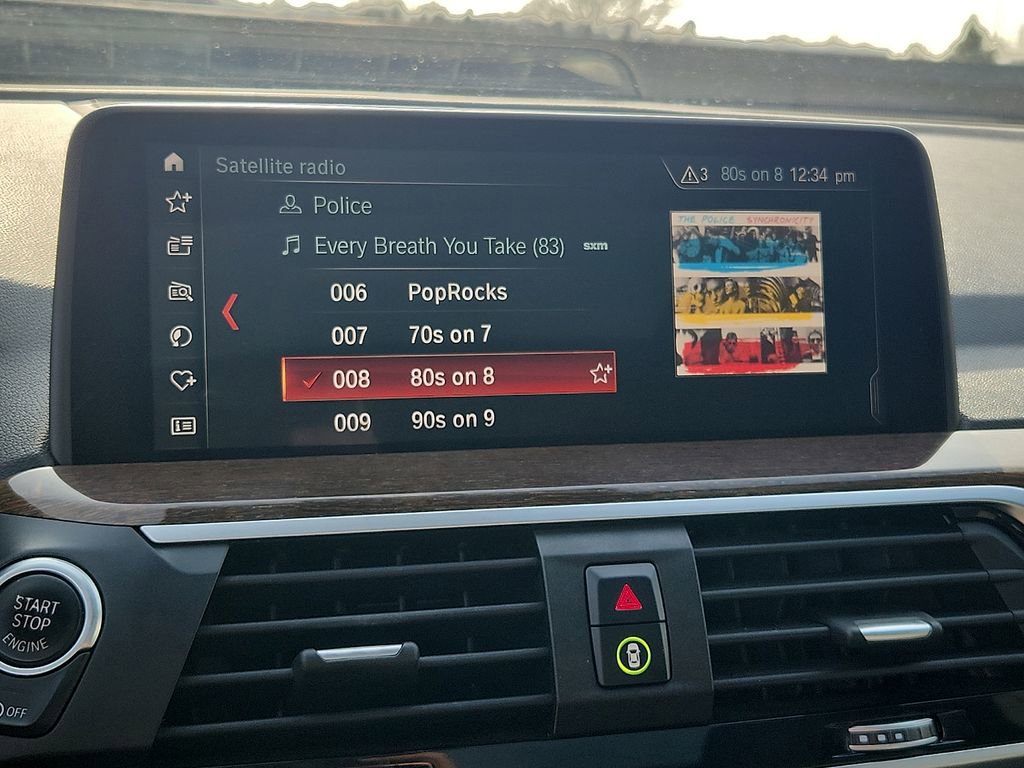 Satellite radio
3 80s on 8 12:34 pm
Police
Every Breath You Take (83) sxm
THE POLICE SYNCHRONICITY
006 PopRocks
007 70s on 7
008 80s on 8
009 90s on 9
START
STOP
ENGINE
OFF